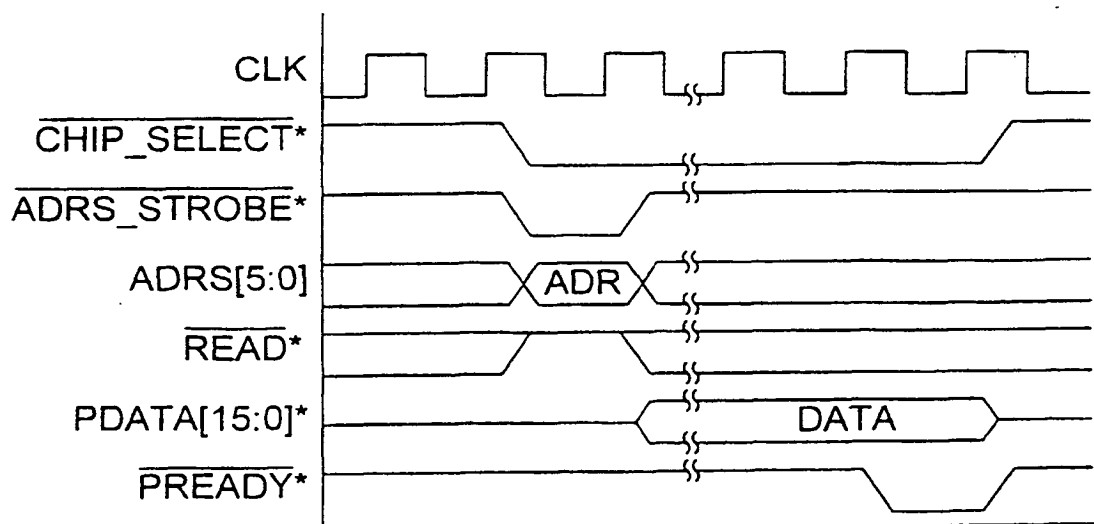 CLK
CHIP_SELECT*
ADRS_STROBE*
ADRS[5:0]
ADR
READ*
PDATA[15:0]*
DATA
PREADY*